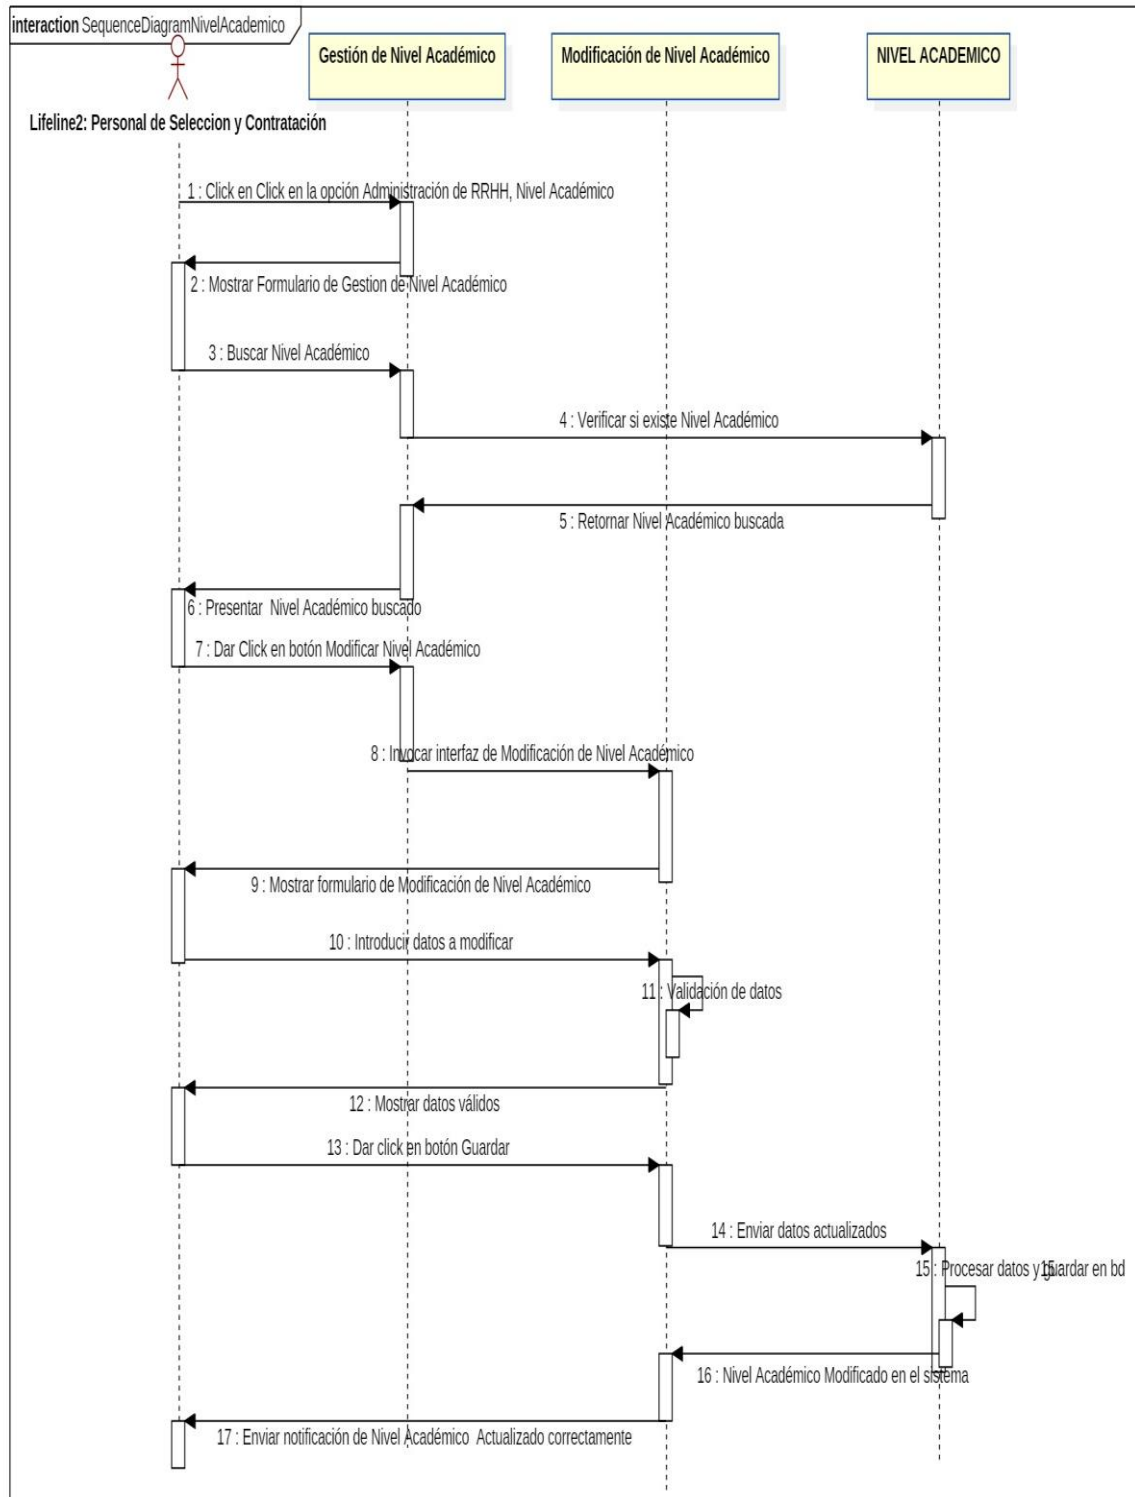 interaction SequenceDiagramNivelAcademico
Gestión de Nivel Académico
Modificación de Nivel Académico
NIVEL ACADEMICO
Lifeline2: Personal de Seleccion y Contratación
1 : Click en Click en la opción Administración de RRHH, Nivel Académico
2 : Mostrar Formulario de Gestion de Nivel Académico
3 : Buscar Nivel Académico
4 : Verificar si existe Nivel Académico
5 : Retornar Nivel Académico buscada
6 : Presentar  Nivel Académico buscado
7 : Dar Click en botón Modificar Nivel Académico
8 : Invocar interfaz de Modificación de Nivel Académico
9 : Mostrar formulario de Modificación de Nivel Académico
10 : Introducir datos a modificar
11 : Validación de datos
12 : Mostrar datos válidos
13 : Dar click en botón Guardar
14 : Enviar datos actualizados
15 : Procesar datos y guardar en bd
15
16 : Nivel Académico Modificado en el sistema
17 : Enviar notificación de Nivel Académico  Actualizado correctamente